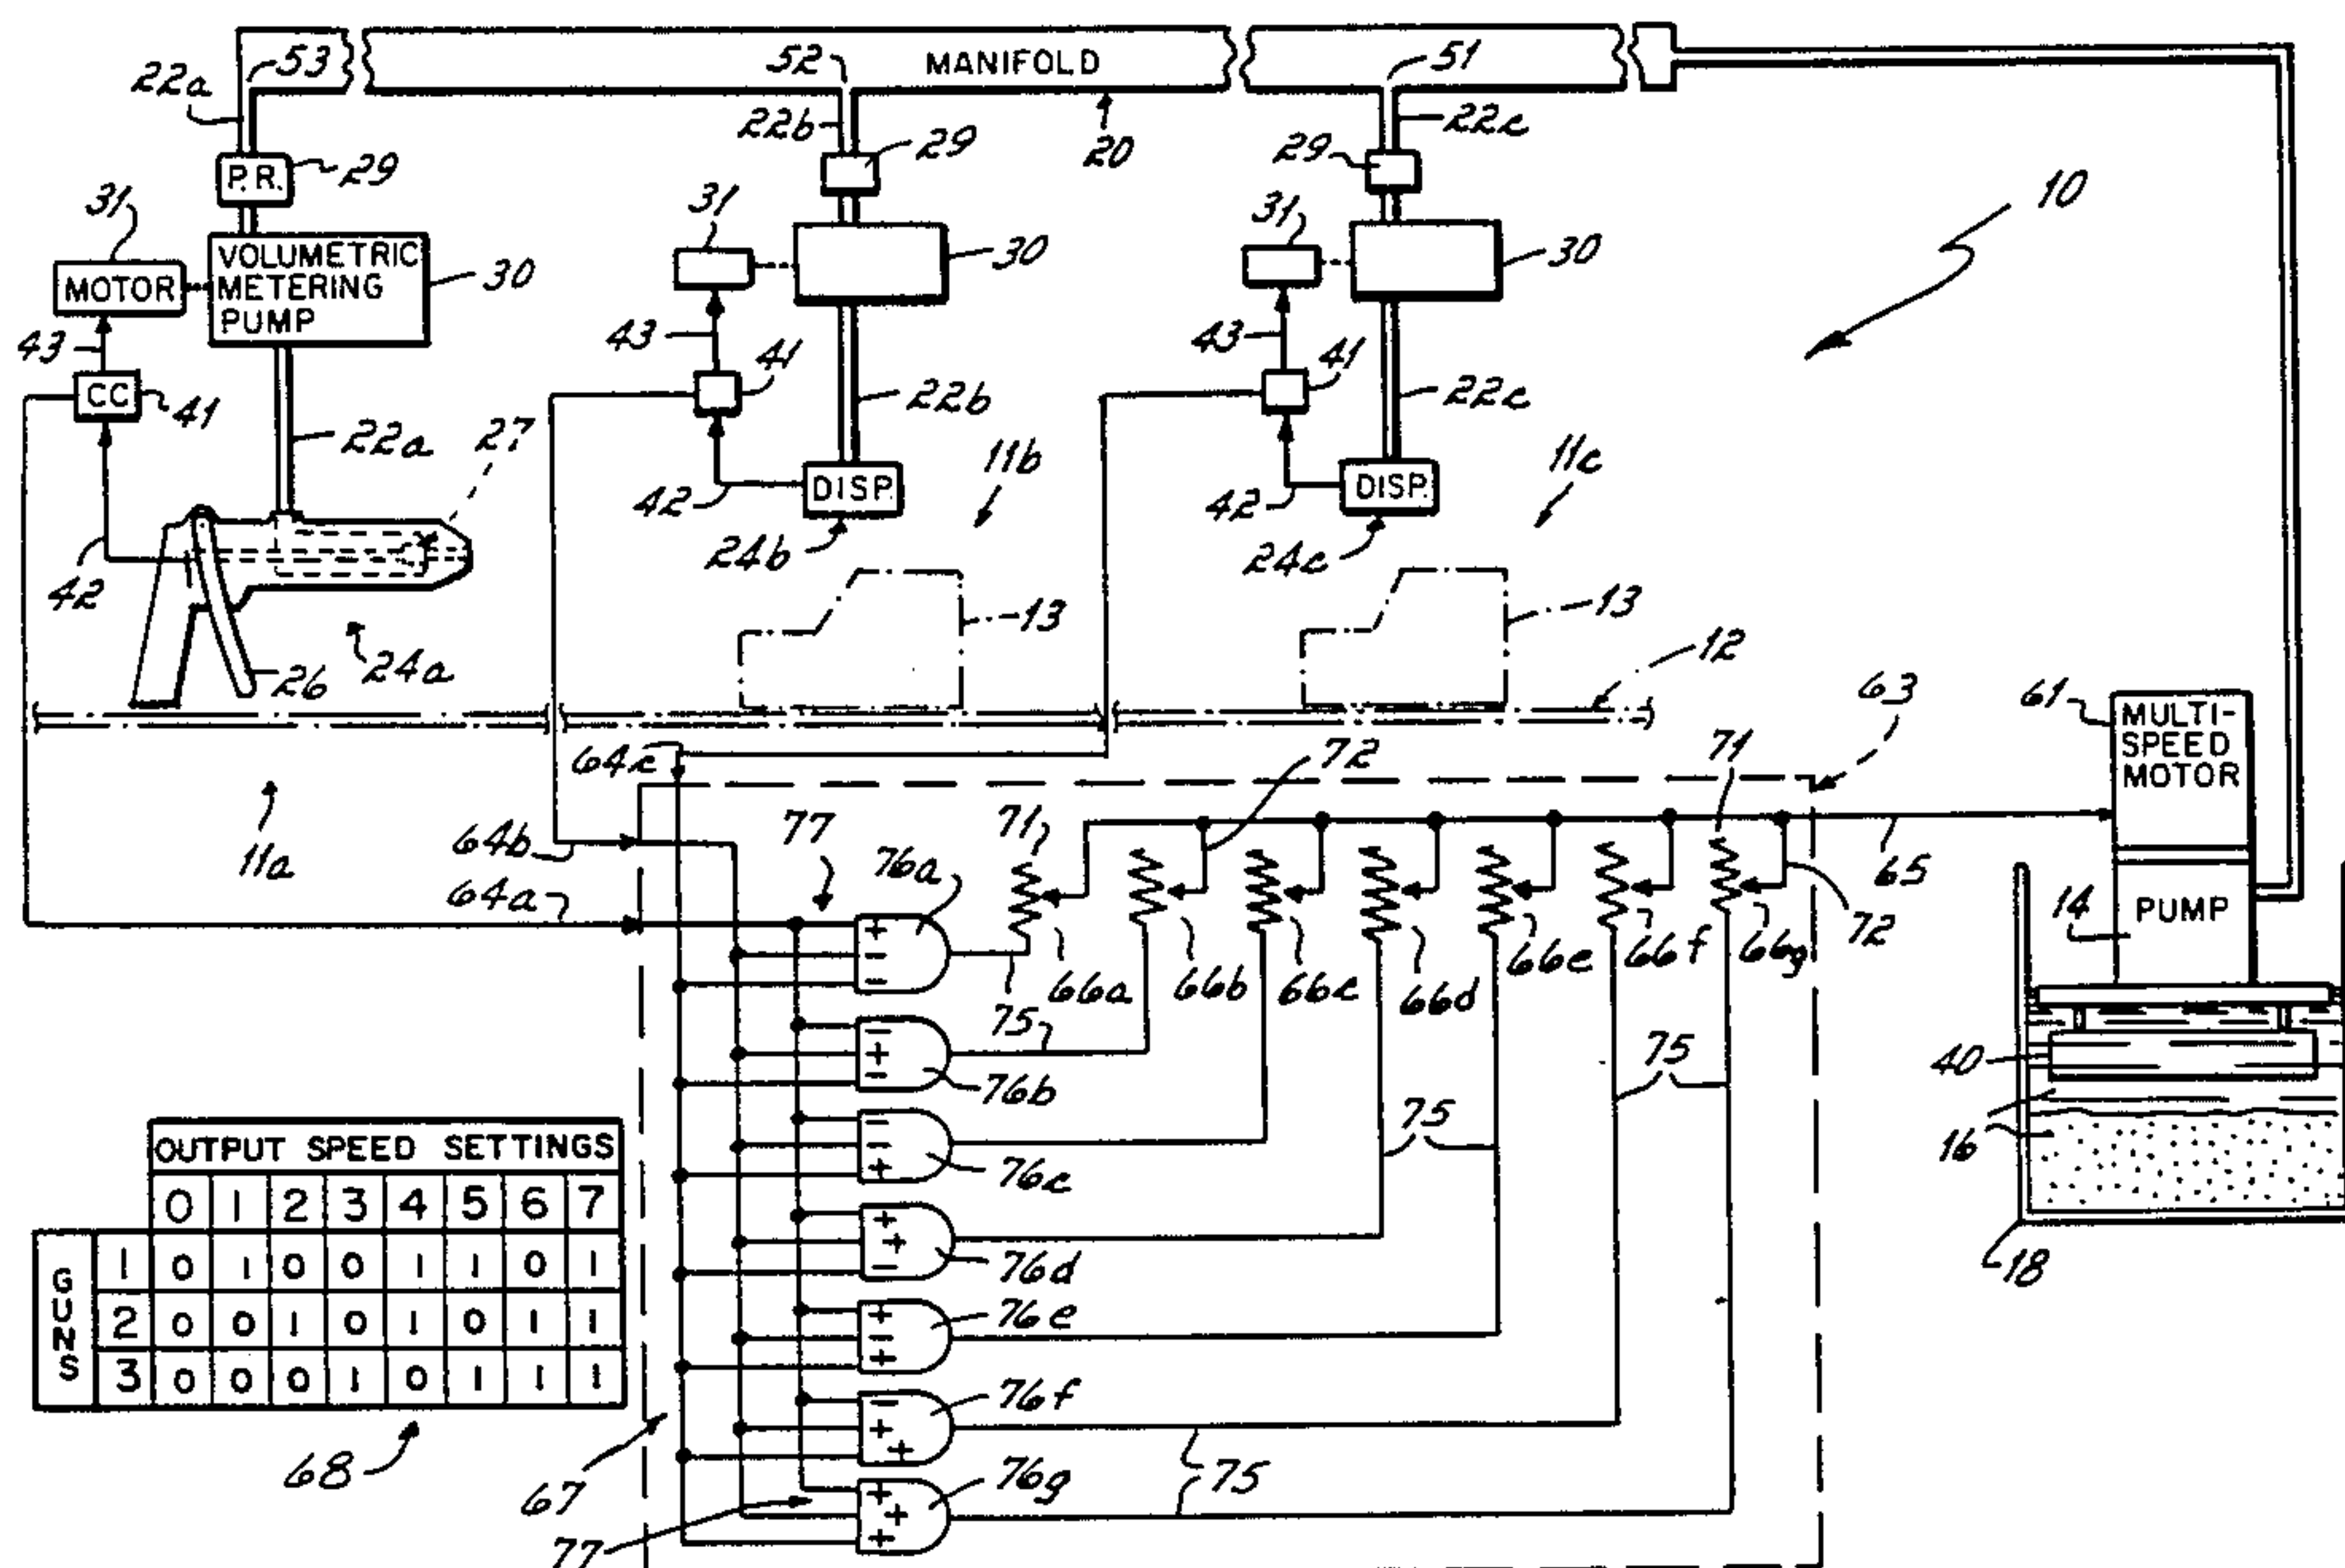 53 52 MANIFOLD 51
22a 22b 20 22c
P.R. 29 29 29 10
31 31 31
MOTOR VOLUMETRIC METERING PUMP 30 30 30
43 43 43
CC 41 41 41
22a 27 22b 22c
42 42 DISP. 11b 42 DISP. 11c
24b 24c
42
13 13
26 24a 12
63
61 MULTI-SPEED MOTOR
64c 72 71
11a 64b 77 71
64a 76a 65
66a 66b 66c 66d 66e 66f 66g 72 14 PUMP
+
-
-
75
-
+
-
76b 75 40
-
-
+
76c 75 16
OUTPUT SPEED SETTINGS
0 1 2 3 4 5 6 7
GUNS
1 0 1 0 0 1 1 0 1
2 0 0 1 0 1 0 1 1
3 0 0 0 1 0 1 1 1
68
+
+
-
76d 18
+
-
+
76e
-
+
+
76f
67 75
+
+
+
76g
77